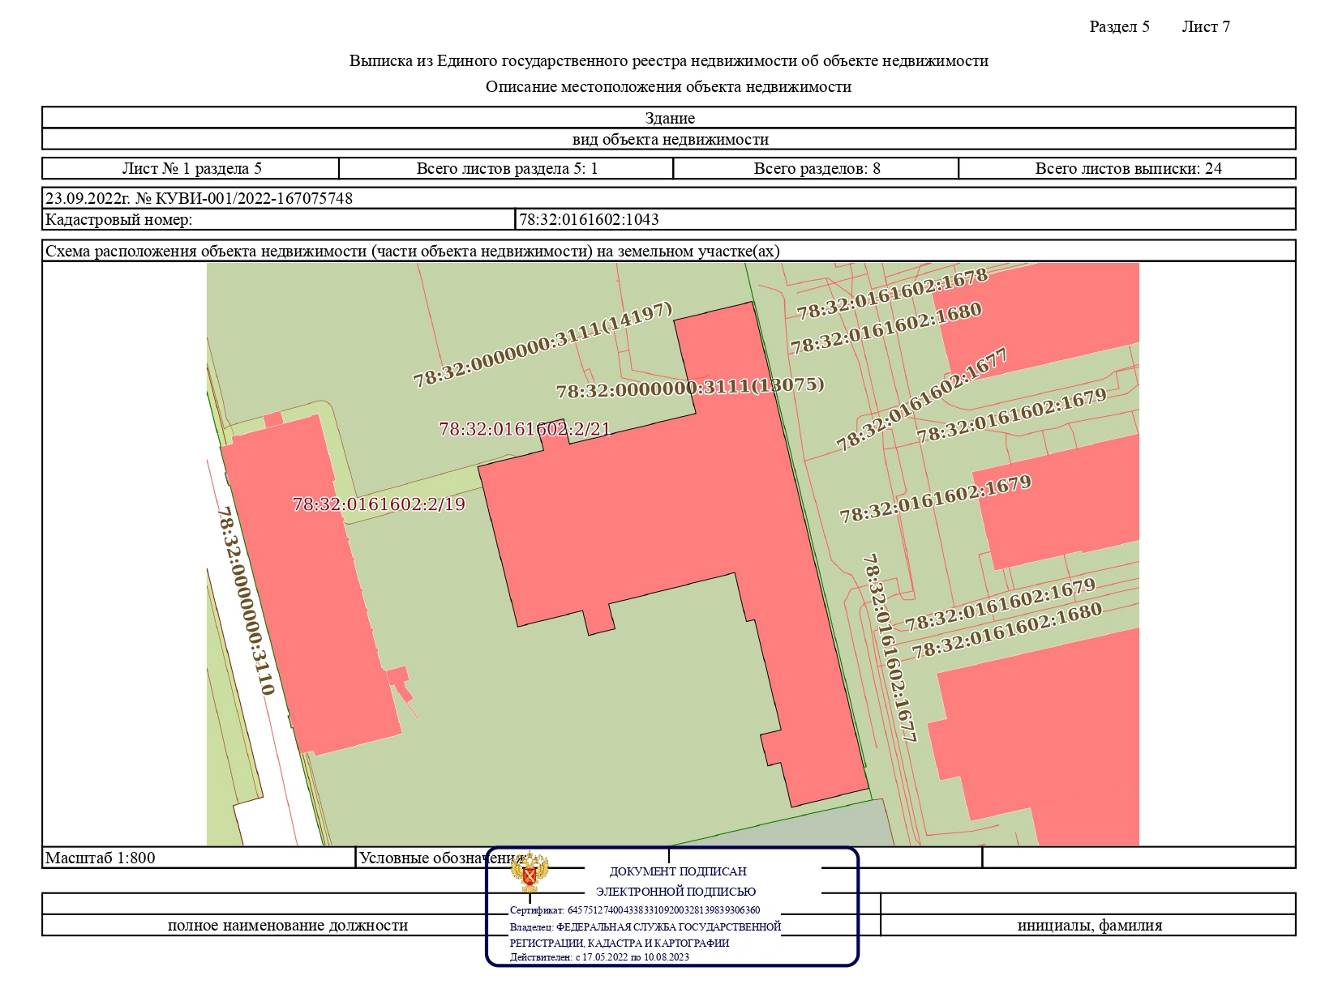 Раздел 5 Лист 7
Выписка из Единого государственного реестра недвижимости об объекте недвижимости
Описание местоположения объекта недвижимости
Здание
вид объекта недвижимости
Лист № 1 раздела 5 Всего листов раздела 5: 1 Всего разделов: 8 Всего листов выписки: 24
23.09.2022г. № КУВИ-001/2022-167075748
Кадастровый номер: 78:32:0161602:1043
Схема расположения объекта недвижимости (части объекта недвижимости) на земельном участке(ах)
78:32:0161602:1678
78:32:0000000:3111(14197)
78:32:0161602:1680
78:32:0161602:1677
78:32:0000000:3111(13075)
78:32:0161602:1679
78:32:0161602:2/21
78:32:0161602:2/19
78:32:0161602:1679
78:32:0000000:3110
78:32:0161602:1677
78:32:0161602:1679
78:32:0161602:1680
Масштаб 1:800 Условные обозначения
ДОКУМЕНТ ПОДПИСАН
ЭЛЕКТРОННОЙ ПОДПИСЬЮ
Сертификат: 64575127400433833109200328139839306360
Владелец: ФЕДЕРАЛЬНАЯ СЛУЖБА ГОСУДАРСТВЕННОЙ
РЕГИСТРАЦИИ, КАДАСТРА И КАРТОГРАФИИ
Действителен: с 17.05.2022 по 10.08.2023
полное наименование должности инициалы, фамилия